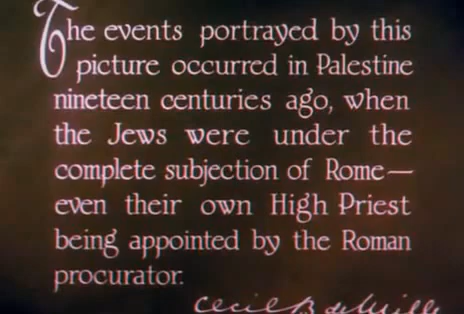 The events portrayed by this
picture occurred in Palestine
nineteen centuries ago, when
the Jews were under the
complete subjection of Rome—
even their own High Priest
being appointed by the Roman
procurator.
Cecil B. deMille